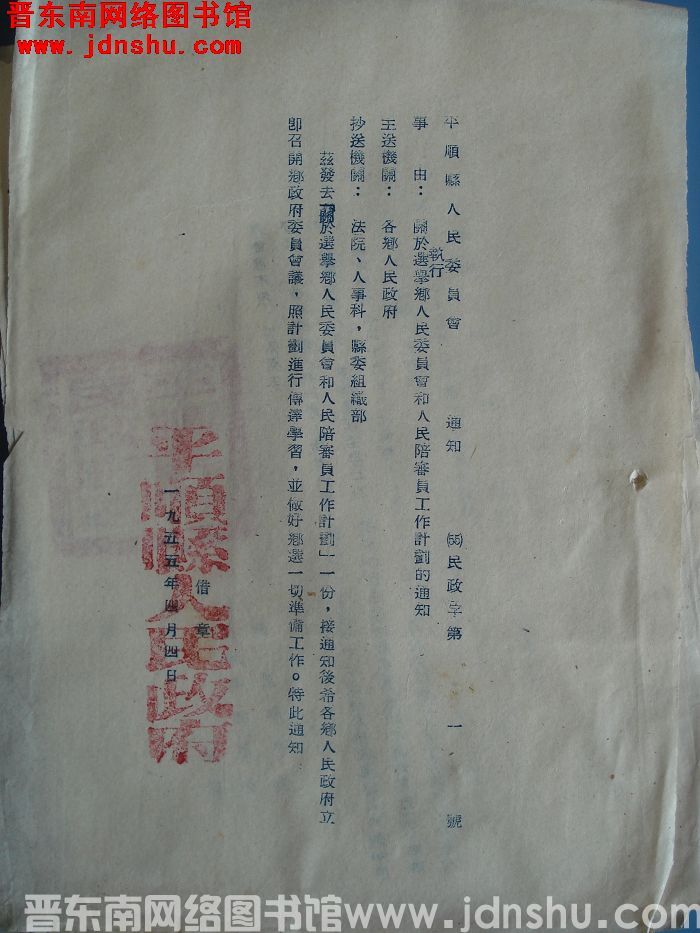 晋东南网络图书馆
www.jdnshu.com
平順縣人民委員會 通知 (55)民政字第一號
事由：關於執行選舉鄉人民委員會和人民陪審員工作計劃的通知
主送機關：各鄉人民政府
抄送機關：法院、人事科，縣委組織部
茲發去「關於選舉鄉人民委員會和人民陪審員工作計劃」一份，接通知後希各鄉人民政府立
即召開鄉政府委員會議，照計劃進行傳達學習，並做好鄉選一切準備工作。特此通知
借章
一九五五年四月四日
平順縣人民政府
晋东南网络图书馆www.jdnshu.com